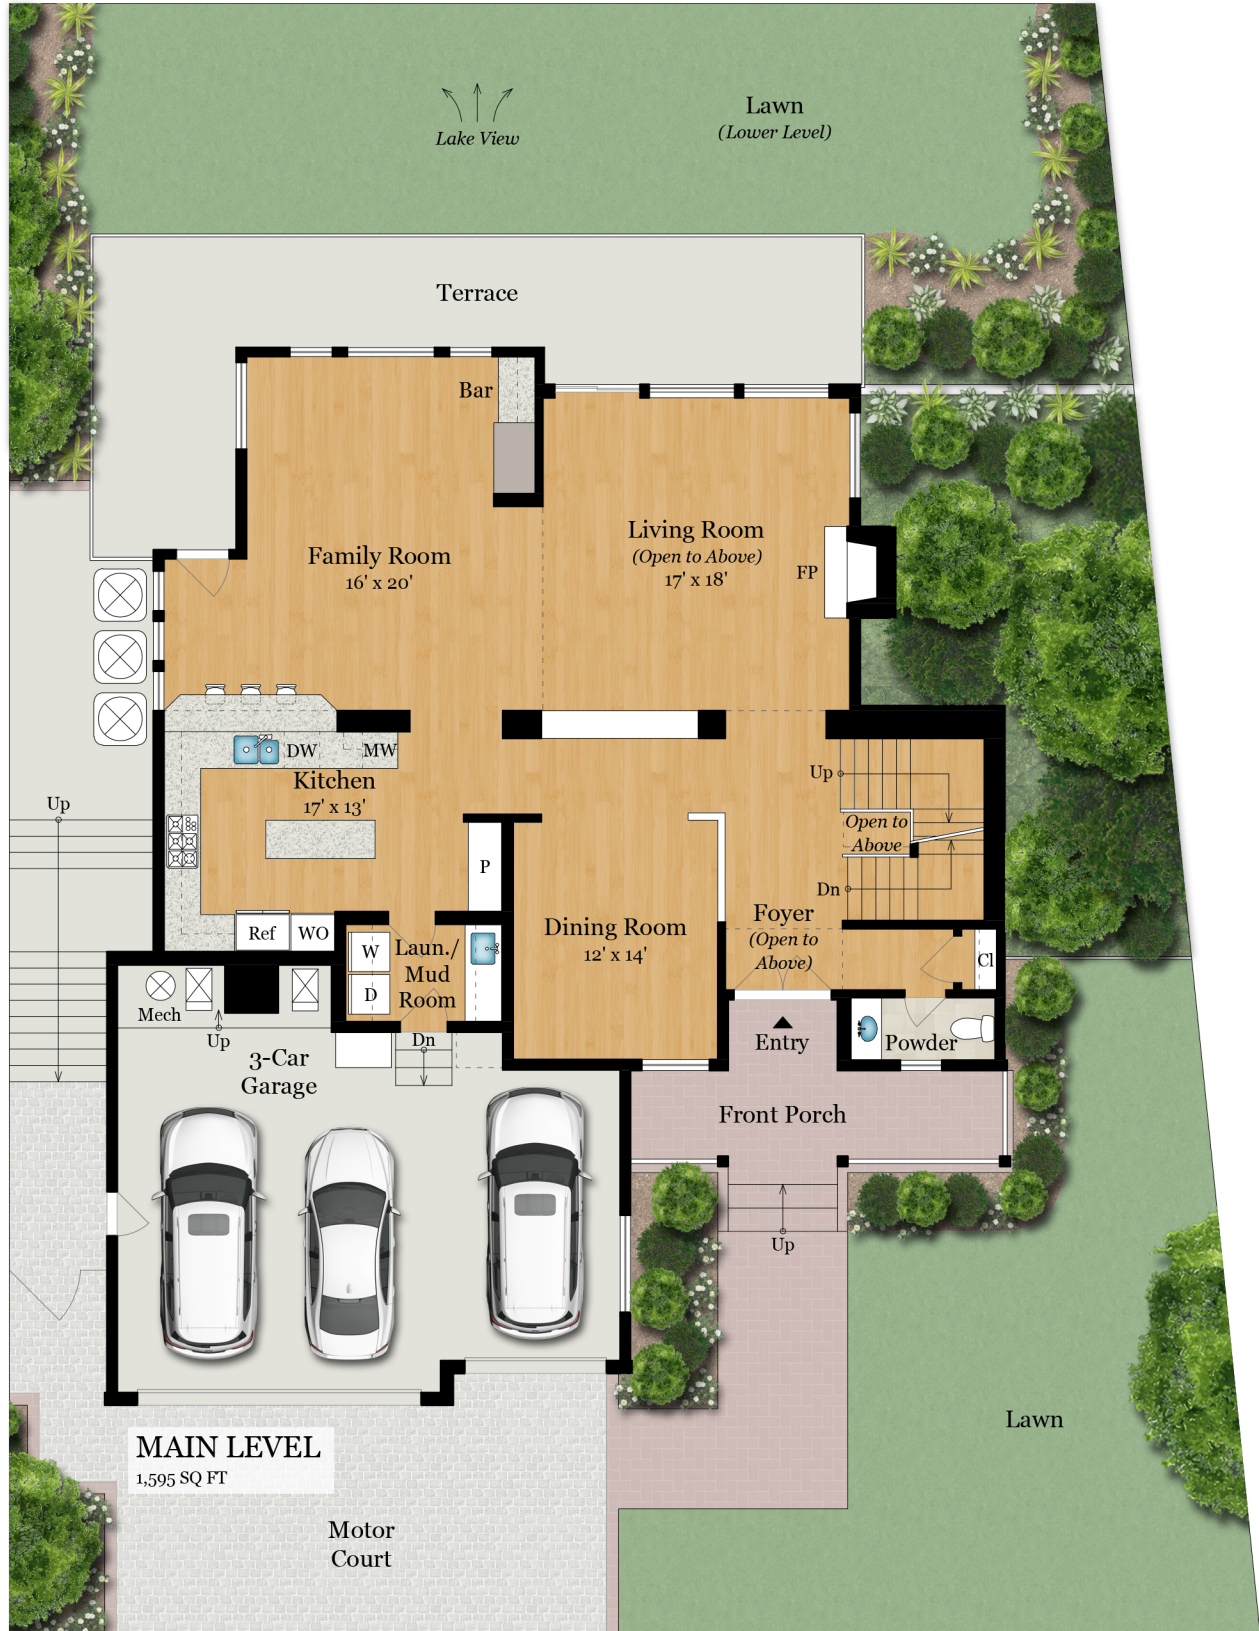 Lake View
Lawn
(Lower Level)
Terrace
Bar
Living Room
(Open to Above)
17' x 18'
Family Room
16' x 20'
FP
DW
MW
Kitchen
17' x 13'
Up
Up
Open to
Above
P
Dn
Foyer
(Open to
Above)
Dining Room
12' x 14'
Ref
WO
W
D
Laun./
Mud
Room
Cl
Mech
Up
Dn
3-Car
Garage
Entry
Powder
Front Porch
Up
Lawn
MAIN LEVEL
1,595 SQ FT
Motor
Court